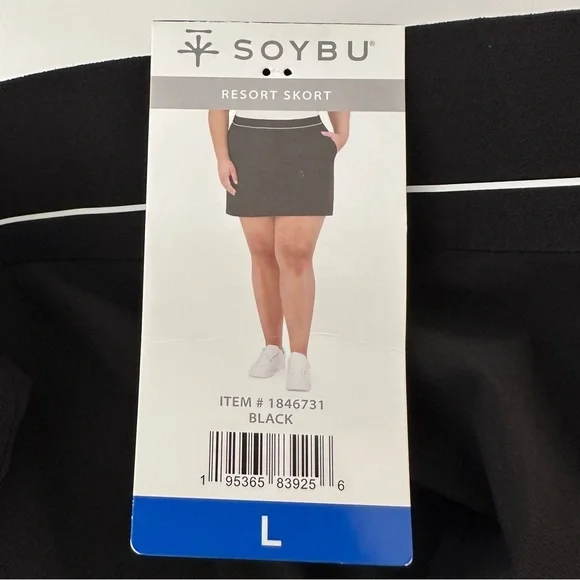 SOYBU®
RESORT SKORT
ITEM # 1846731
BLACK
1 95365 83925 6
L